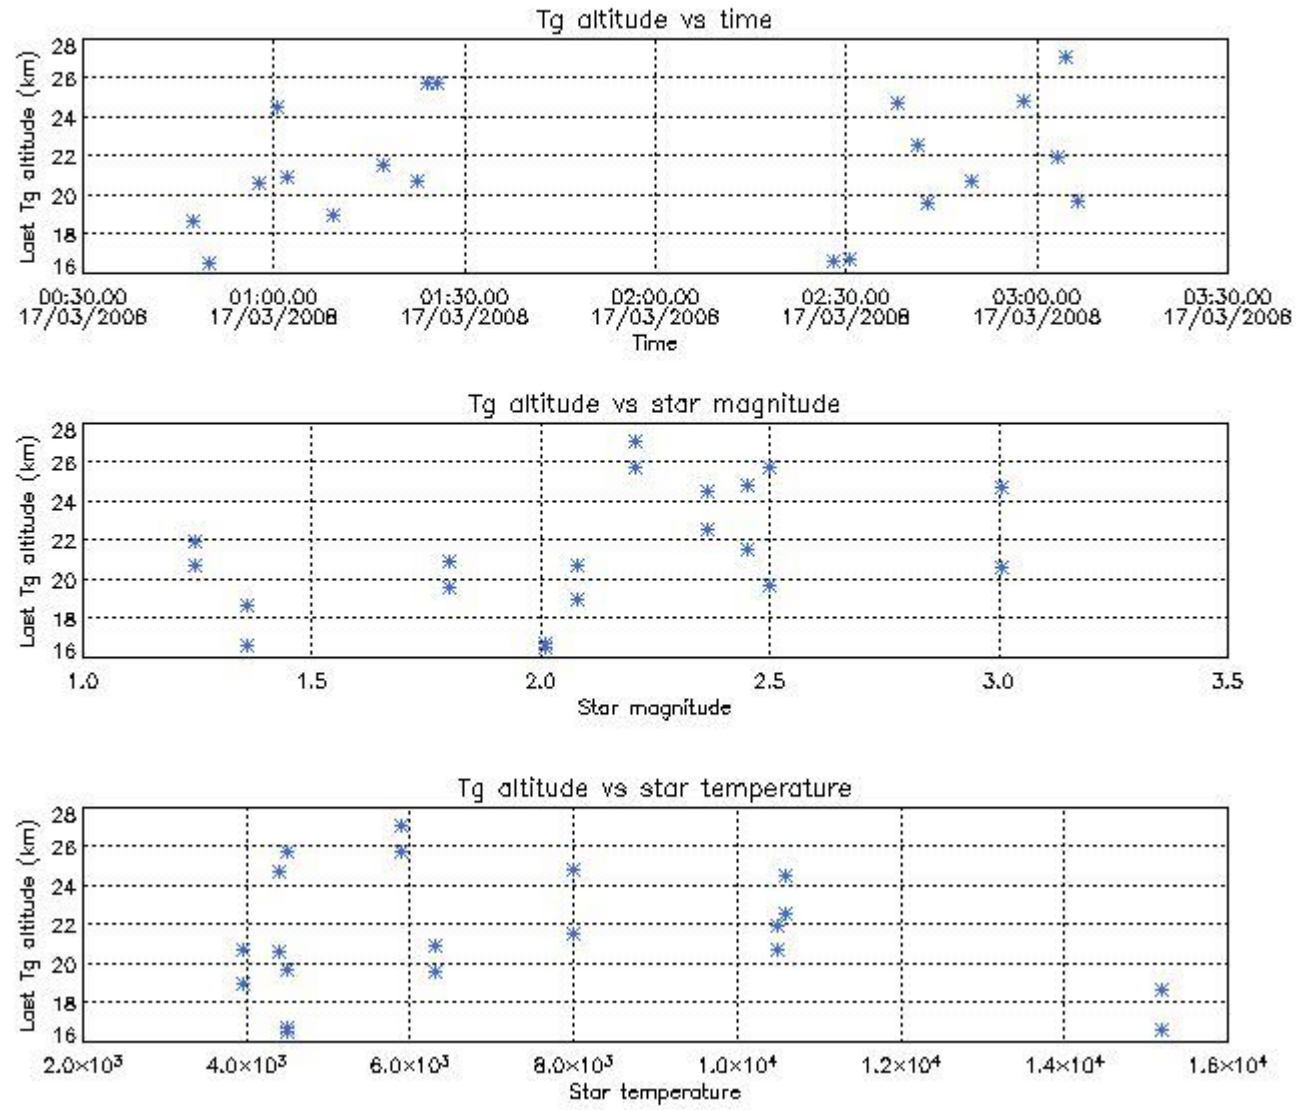 Tg altitude vs time
Last Tg altitude (km)
28
26
24
22
20
18
16
00:30.00 01:00.00 01:30.00 02:00.00 02:30.00 03:00.00 03:30.00
17/03/2008 17/03/2008 17/03/2008 17/03/2008 17/03/2008 17/03/2008 17/03/2008
Time
Tg altitude vs star magnitude
Last Tg altitude (km)
28
26
24
22
20
18
16
1.0 1.5 2.0 2.5 3.0 3.5
Star magnitude
Tg altitude vs star temperature
Last Tg altitude (km)
28
26
24
22
20
18
16
2.0×10³ 4.0×10³ 6.0×10³ 8.0×10³ 1.0×10⁴ 1.2×10⁴ 1.4×10⁴ 1.6×10⁴
Star temperature